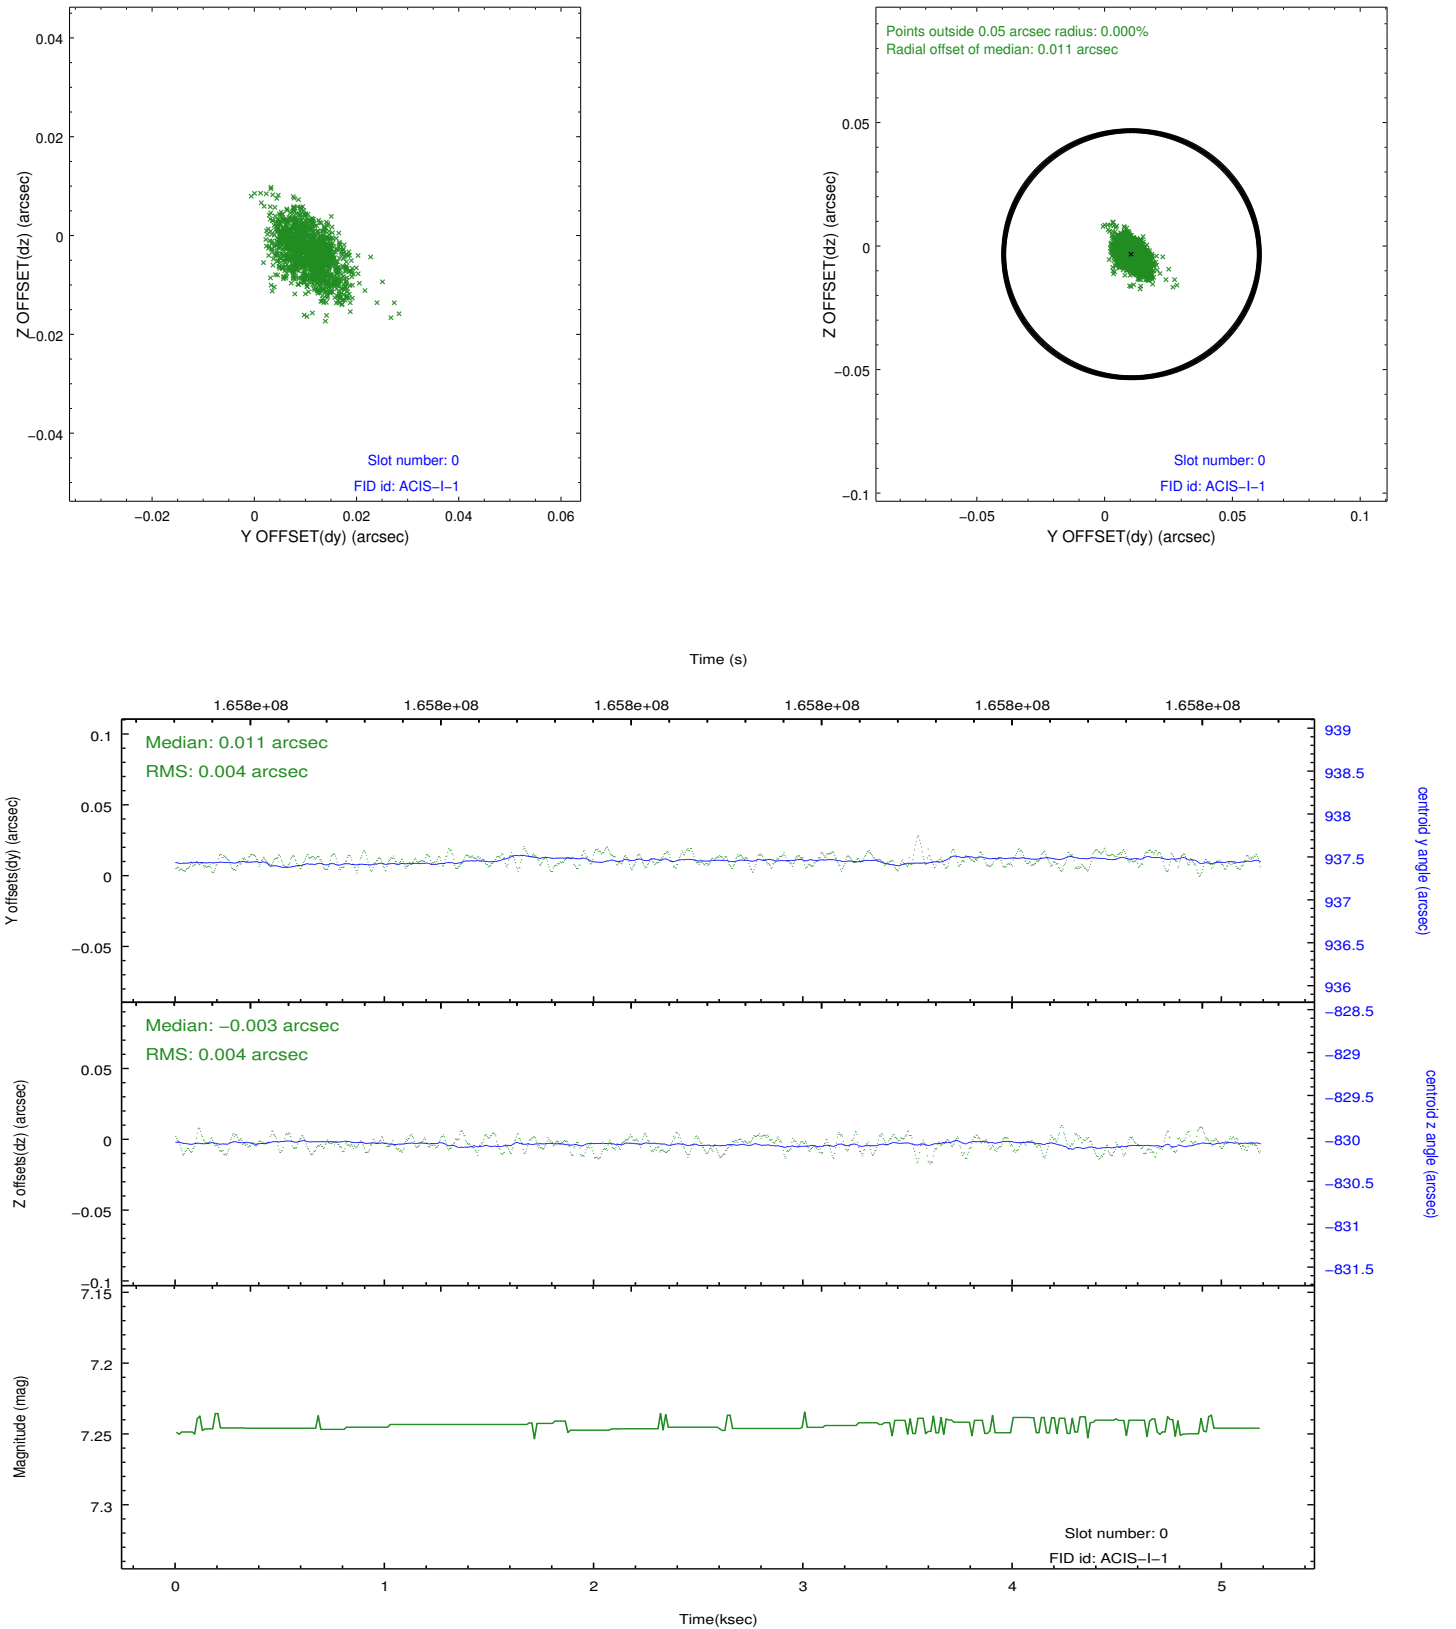 0.04
0.02
0
−0.02
−0.04
Z OFFSET(dz) (arcsec)
Slot number: 0
FID id: ACIS−I−1
−0.02
0
0.02
0.04
0.06
Y OFFSET(dy) (arcsec)
Points outside 0.05 arcsec radius: 0.000%
Radial offset of median: 0.011 arcsec
0.05
0
−0.05
−0.1
Z OFFSET(dz) (arcsec)
Slot number: 0
FID id: ACIS−I−1
−0.05
0
0.05
0.1
Y OFFSET(dy) (arcsec)
Time (s)
1.658e+08
1.658e+08
1.658e+08
1.658e+08
1.658e+08
1.658e+08
Median: 0.011 arcsec
RMS: 0.004 arcsec
0.1
0.05
0
−0.05
Y offsets(dy) (arcsec)
939
938.5
938
937.5
937
936.5
936
centroid y angle (arcsec)
Median: −0.003 arcsec
RMS: 0.004 arcsec
0.05
0
−0.05
−0.1
Z offsets(dz) (arcsec)
−828.5
−829
−829.5
−830
−830.5
−831
−831.5
centroid z angle (arcsec)
7.15
7.2
7.25
7.3
Magnitude (mag)
Slot number: 0
FID id: ACIS−I−1
0
1
2
3
4
5
Time(ksec)